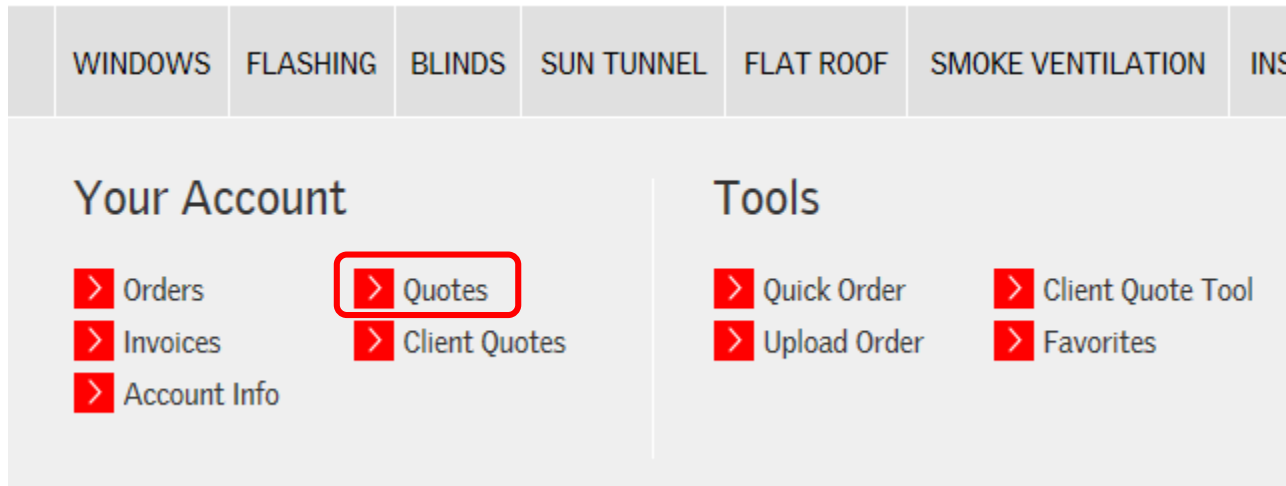 WINDOWS FLASHING BLINDS SUN TUNNEL FLAT ROOF SMOKE VENTILATION INS
Your Account
Orders Quotes
Invoices Client Quotes
Account Info
Tools
Quick Order Client Quote Tool
Upload Order Favorites